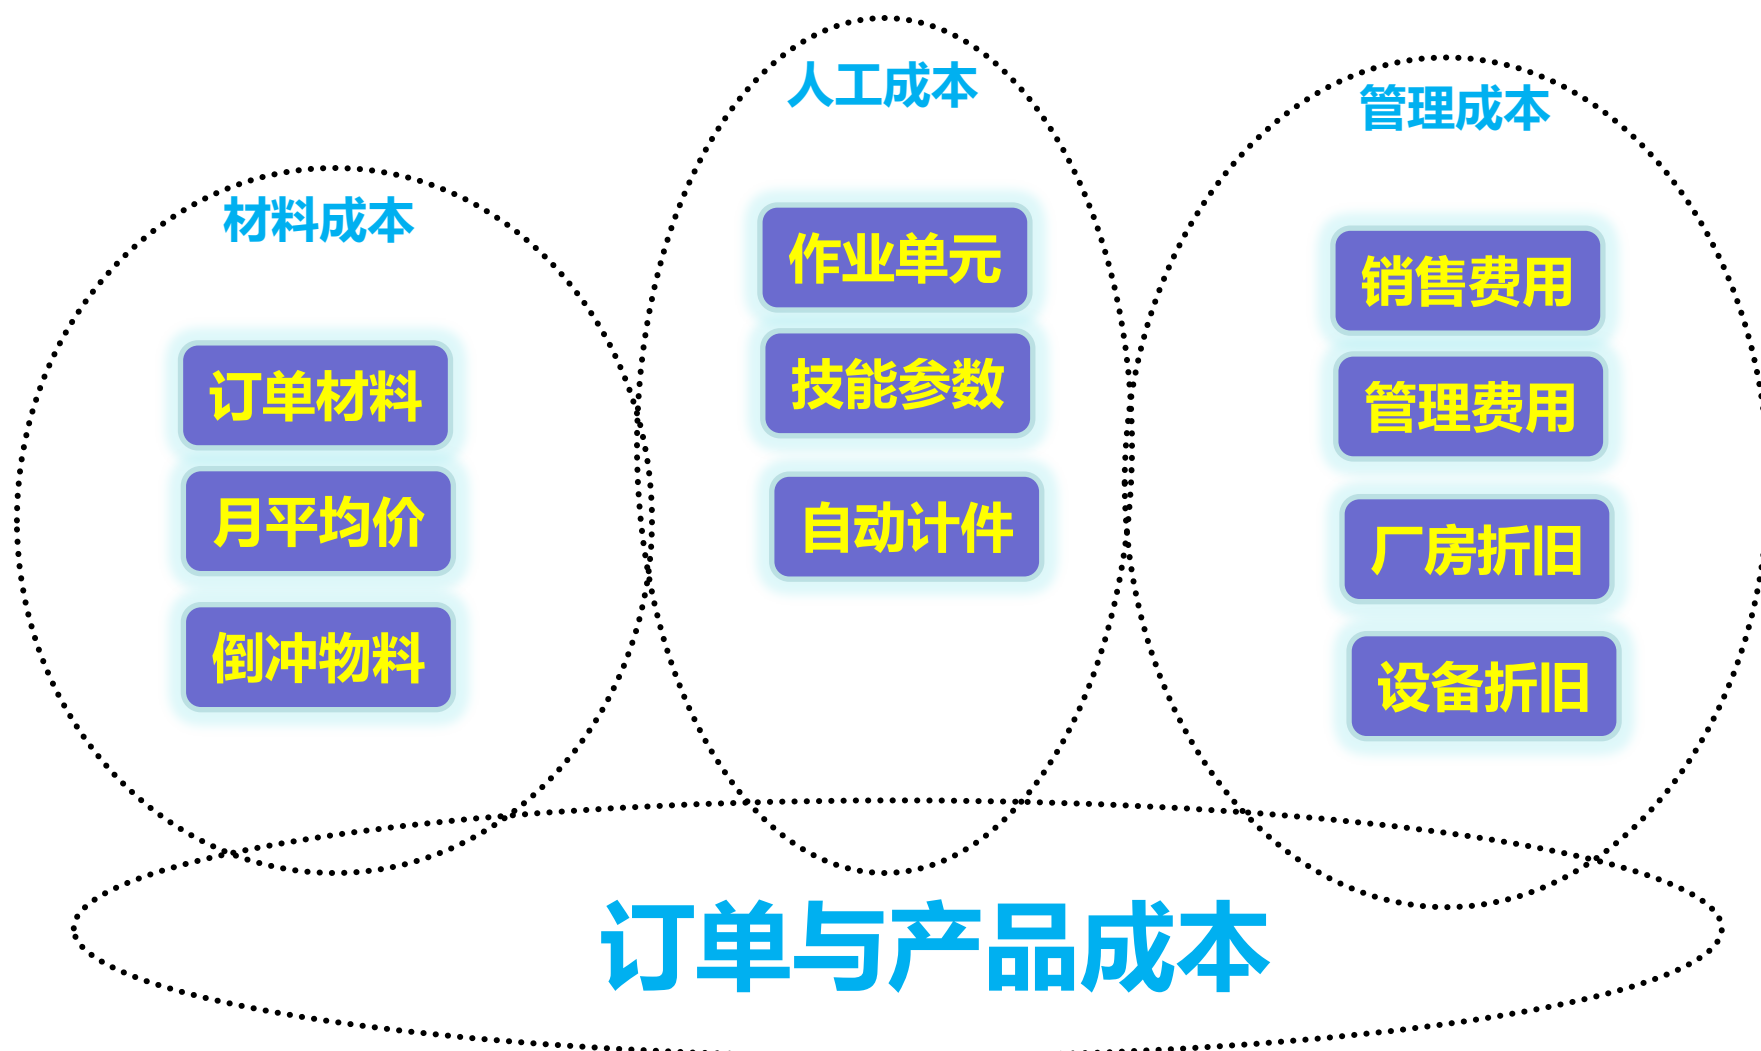 材料成本
订单材料
月平均价
倒冲物料
人工成本
作业单元
技能参数
自动计件
管理成本
销售费用
管理费用
厂房折旧
设备折旧
订单与产品成本